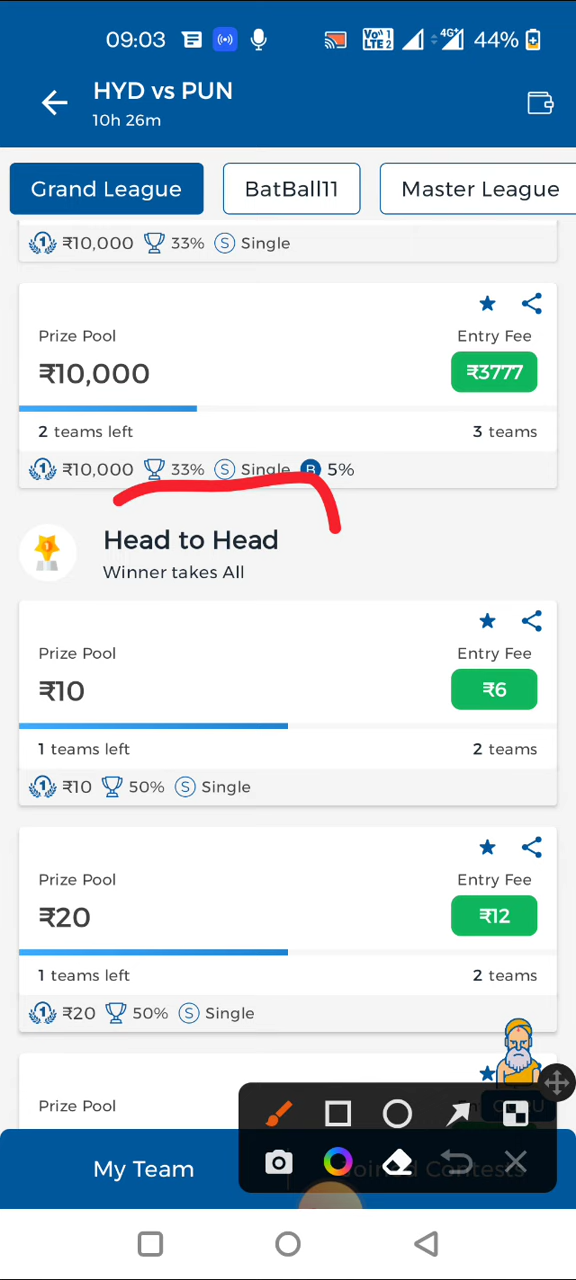 09:03 Vo)) 1 LTE 2 4G+ 44%
HYD vs PUN
10h 26m
Grand League BatBall11 Master League
₹10,000 33% S Single
Prize Pool Entry Fee
₹10,000 ₹3777
2 teams left 3 teams
₹10,000 33% S Single B 5%
Head to Head
Winner takes All
Prize Pool Entry Fee
₹10 ₹6
1 teams left 2 teams
₹10 50% S Single
Prize Pool Entry Fee
₹20 ₹12
1 teams left 2 teams
₹20 50% S Single
Prize Pool
My Team Joined Contests